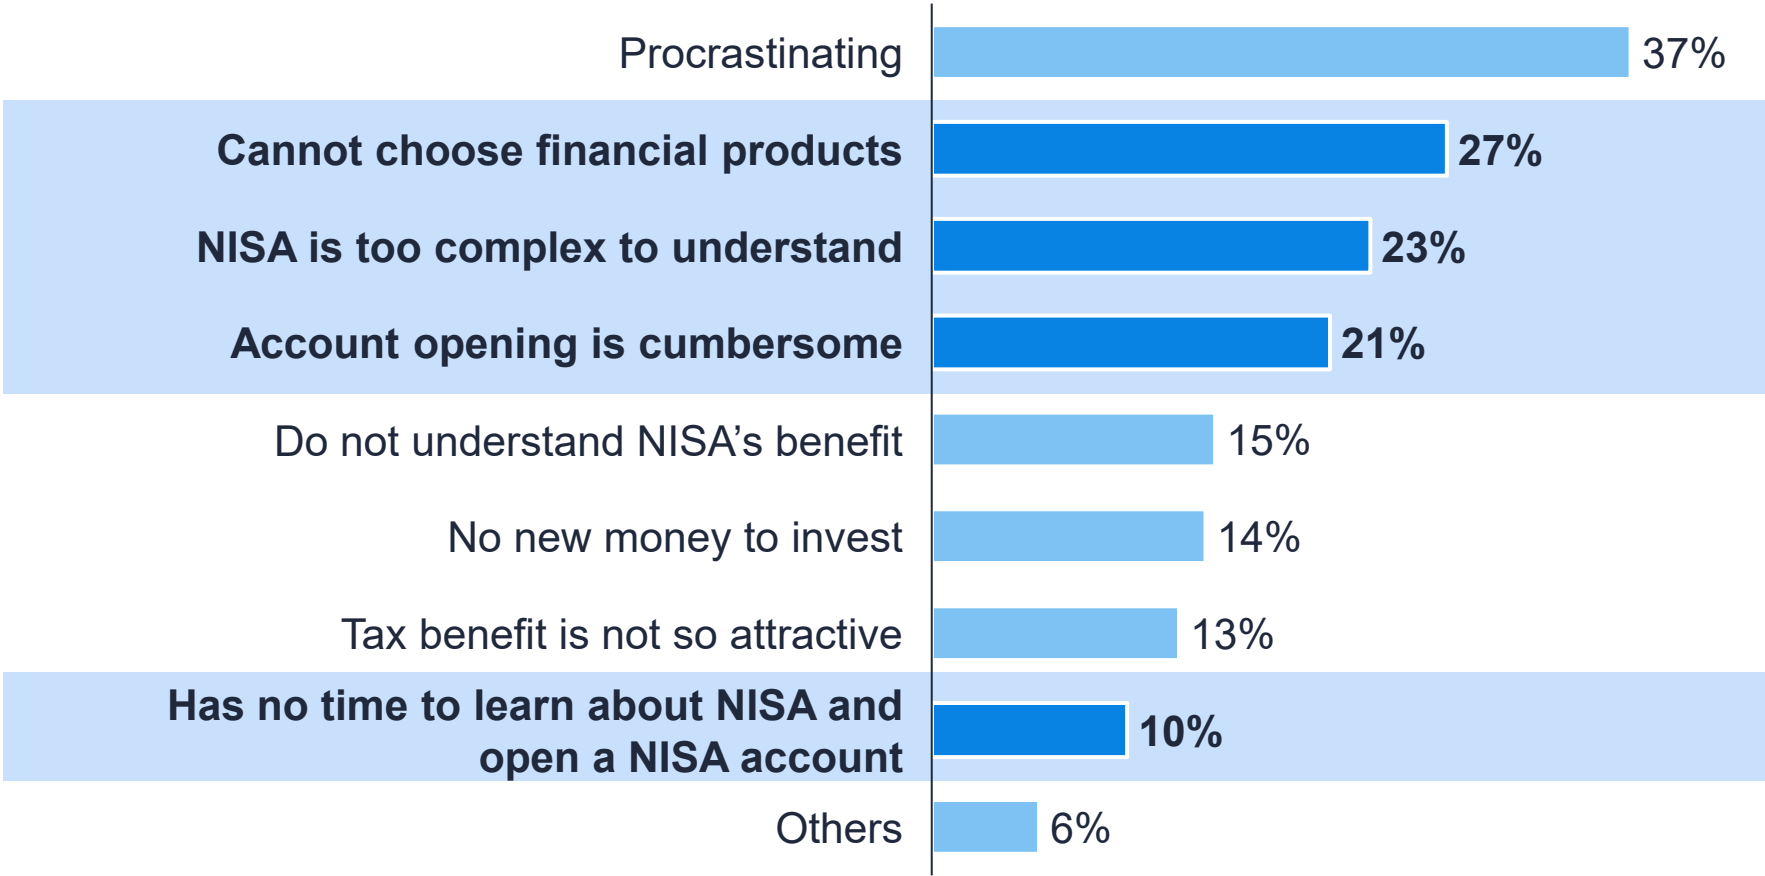 Procrastinating 37%
Cannot choose financial products 27%
NISA is too complex to understand 23%
Account opening is cumbersome 21%
Do not understand NISA’s benefit 15%
No new money to invest 14%
Tax benefit is not so attractive 13%
Has no time to learn about NISA and
open a NISA account 10%
Others 6%